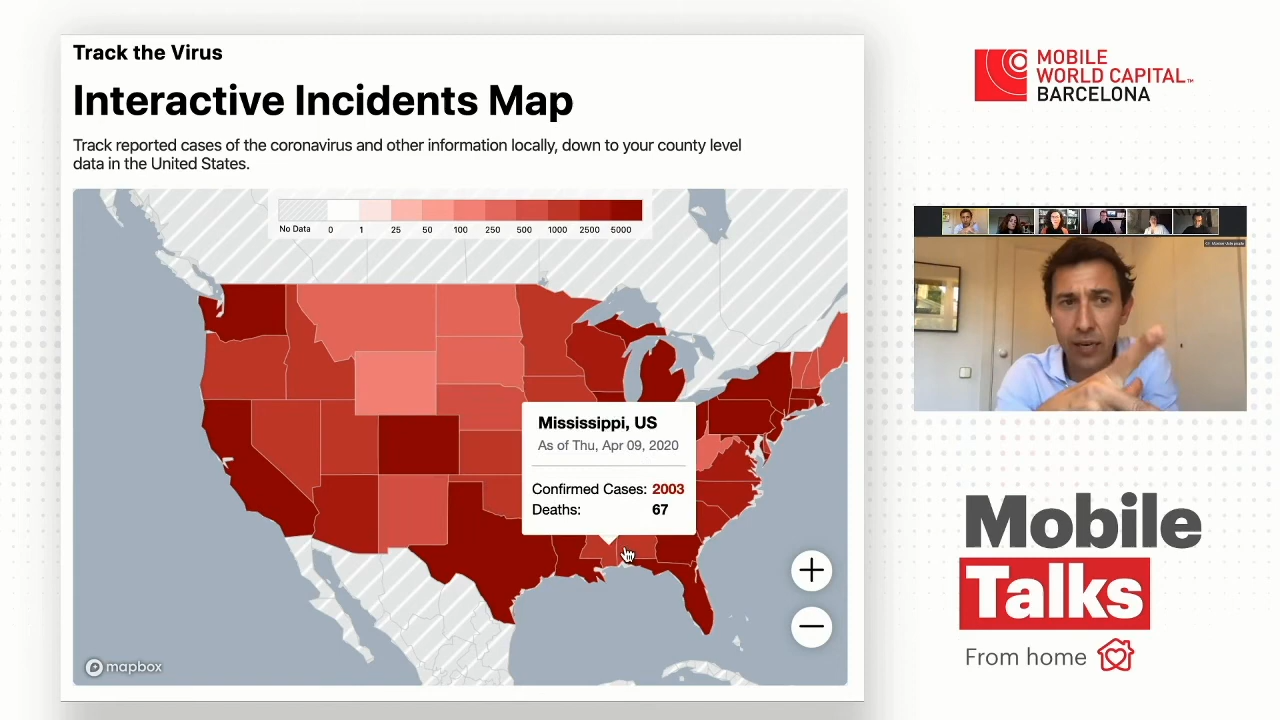 Track the Virus
Interactive Incidents Map
Track reported cases of the coronavirus and other information locally, down to your county level
data in the United States.
No Data 0 25 50 100 250 500 1000 2500 5000
Mississippi, US
As of Thu, Apr 09, 2020
Confirmed Cases: 2003
Deaths: 67
mapbox
MOBILE
WORLD CAPITAL™
BARCELONA
Mobile
Talks
From home